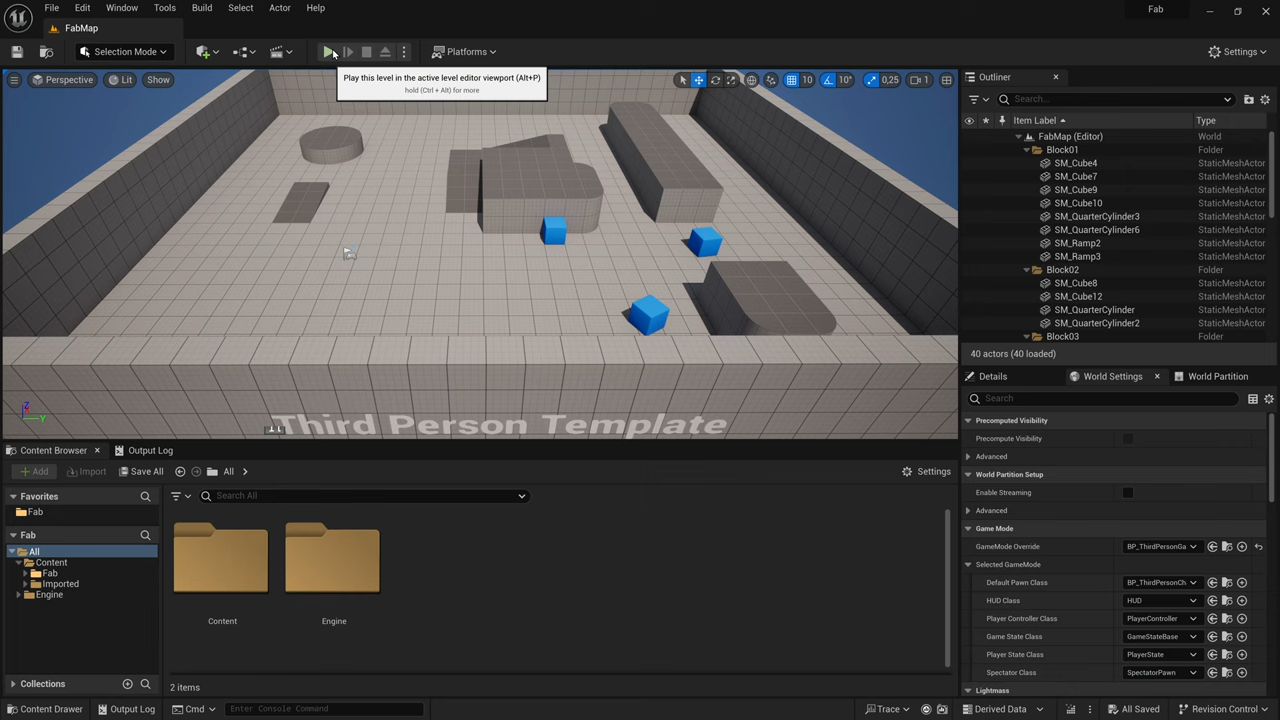 File Edit Window Tools Build Select Actor Help
Fab
FabMap
Selection Mode
Platforms
Settings
Play this level in the active level editor viewport (Alt+P)
hold (Ctrl + Alt) for more
Perspective Lit Show
10 10° 0,25 1
Third Person Template
Outliner
Search...
Item Label Type
FabMap (Editor) World
Block01 Folder
SM_Cube4 StaticMeshActor
SM_Cube7 StaticMeshActor
SM_Cube9 StaticMeshActor
SM_Cube10 StaticMeshActor
SM_QuarterCylinder3 StaticMeshActor
SM_QuarterCylinder6 StaticMeshActor
SM_Ramp2 StaticMeshActor
SM_Ramp3 StaticMeshActor
Block02 Folder
SM_Cube8 StaticMeshActor
SM_Cube12 StaticMeshActor
SM_QuarterCylinder StaticMeshActor
SM_QuarterCylinder2 StaticMeshActor
Block03 Folder
40 actors (40 loaded)
Details World Settings World Partition
Search
Precomputed Visibility
Precompute Visibility
Advanced
World Partition Setup
Enable Streaming
Advanced
Game Mode
GameMode Override BP_ThirdPersonGa
Selected GameMode
Default Pawn Class BP_ThirdPersonCh
HUD Class HUD
Player Controller Class PlayerController
Game State Class GameStateBase
Player State Class PlayerState
Spectator Class SpectatorPawn
Lightmass
Content Browser Output Log
Add Import Save All All Settings
Favorites
Fab
Fab
All
Content
Fab
Imported
Engine
Collections
Search All
Content Engine
2 items
Content Drawer Output Log Cmd Enter Console Command Trace Derived Data All Saved Revision Control